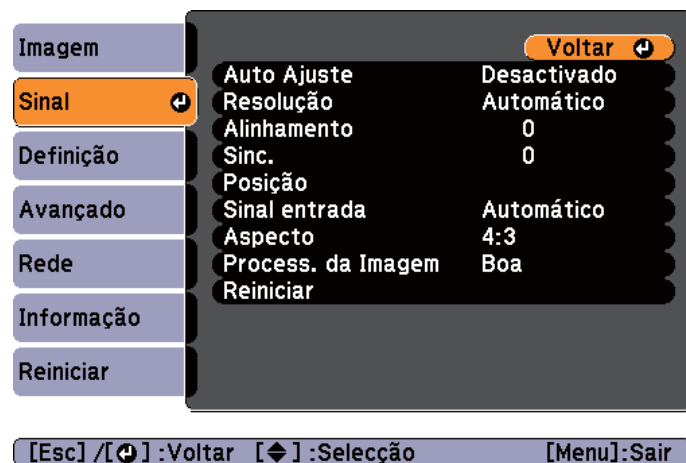 Imagem
Sinal
Definição
Avançado
Rede
Informação
Reiniciar
Voltar
Auto Ajuste Desactivado
Resolução Automático
Alinhamento 0
Sinc. 0
Posição
Sinal entrada Automático
Aspecto 4:3
Process. da Imagem Boa
Reiniciar
[Esc] /[⏎] :Voltar [◆] :Selecção [Menu]:Sair